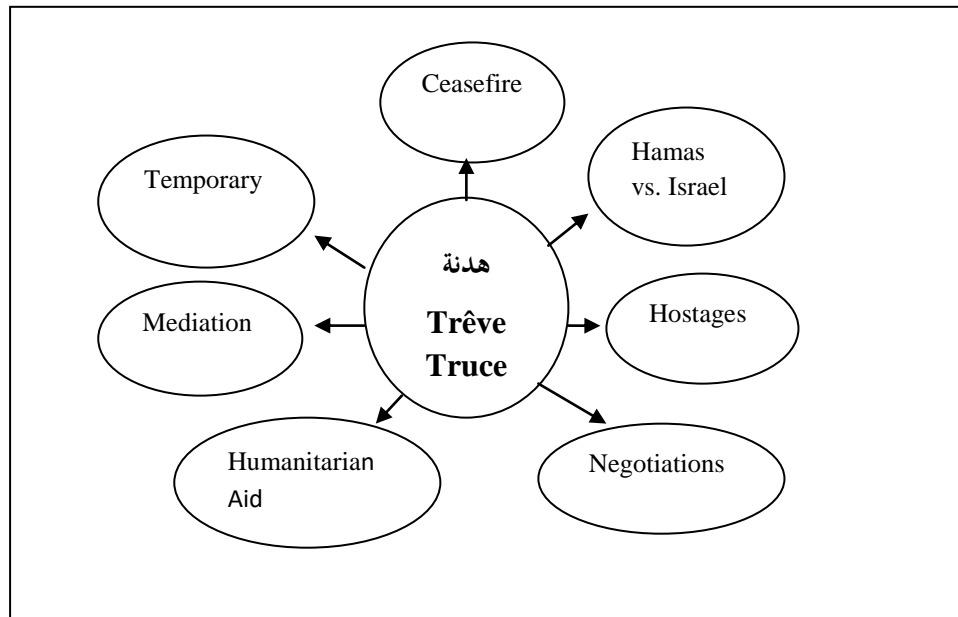 Ceasefire
Hamas
vs. Israel
Temporary
هدنة
Trêve
Truce
Mediation
Hostages
Humanitarian
Aid
Negotiations